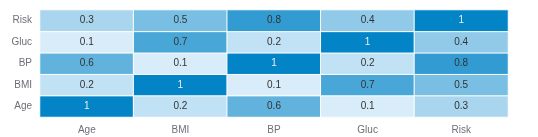 Risk 0.3 0.5 0.8 0.4 1
Gluc 0.1 0.7 0.2 1 0.4
BP 0.6 0.1 1 0.2 0.8
BMI 0.2 1 0.1 0.7 0.5
Age 1 0.2 0.6 0.1 0.3
Age BMI BP Gluc Risk